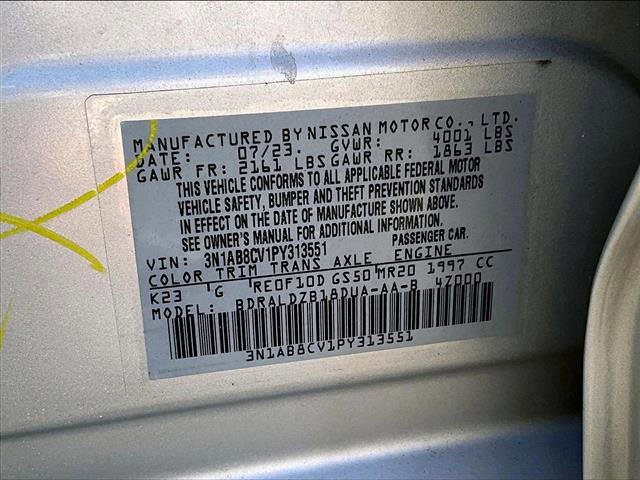 MANUFACTURED BY NISSAN MOTOR CO., LTD.
DATE: 07/23. GVWR: 4001 LBS
GAWR FR: 2161 LBS GAWR RR: 1863 LBS
THIS VEHICLE CONFORMS TO ALL APPLICABLE FEDERAL MOTOR
VEHICLE SAFETY, BUMPER AND THEFT PREVENTION STANDARDS
IN EFFECT ON THE DATE OF MANUFACTURE SHOWN ABOVE.
SEE OWNER'S MANUAL FOR ADDITIONAL INFORMATION.
VIN: 3N1AB8CV1PY313551 PASSENGER CAR.
COLOR TRIM TRANS AXLE ENGINE
K23 G RE0F10D GS50 MR20 1997 CC
MODEL: BDRALDZB18DUA-AA-B 4Z000
3N1AB8CV1PY313551